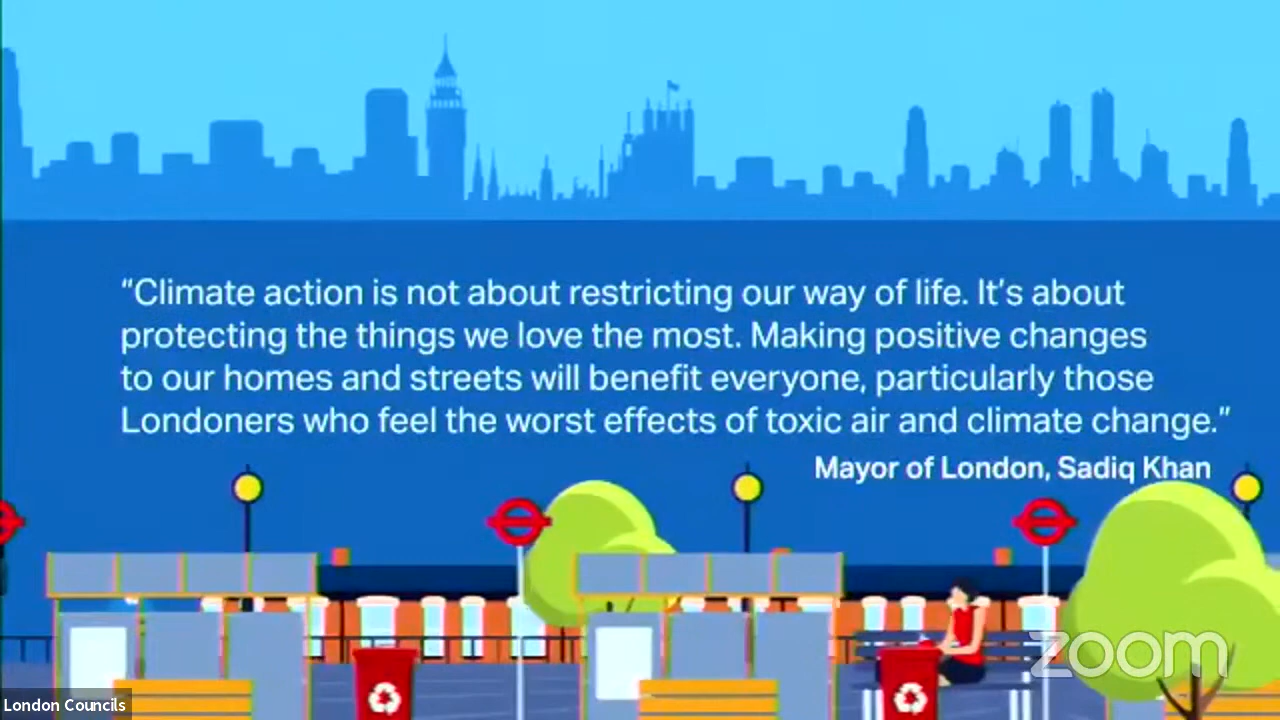 “Climate action is not about restricting our way of life. It’s about
protecting the things we love the most. Making positive changes
to our homes and streets will benefit everyone, particularly those
Londoners who feel the worst effects of toxic air and climate change.”
Mayor of London, Sadiq Khan
zoom
London Councils